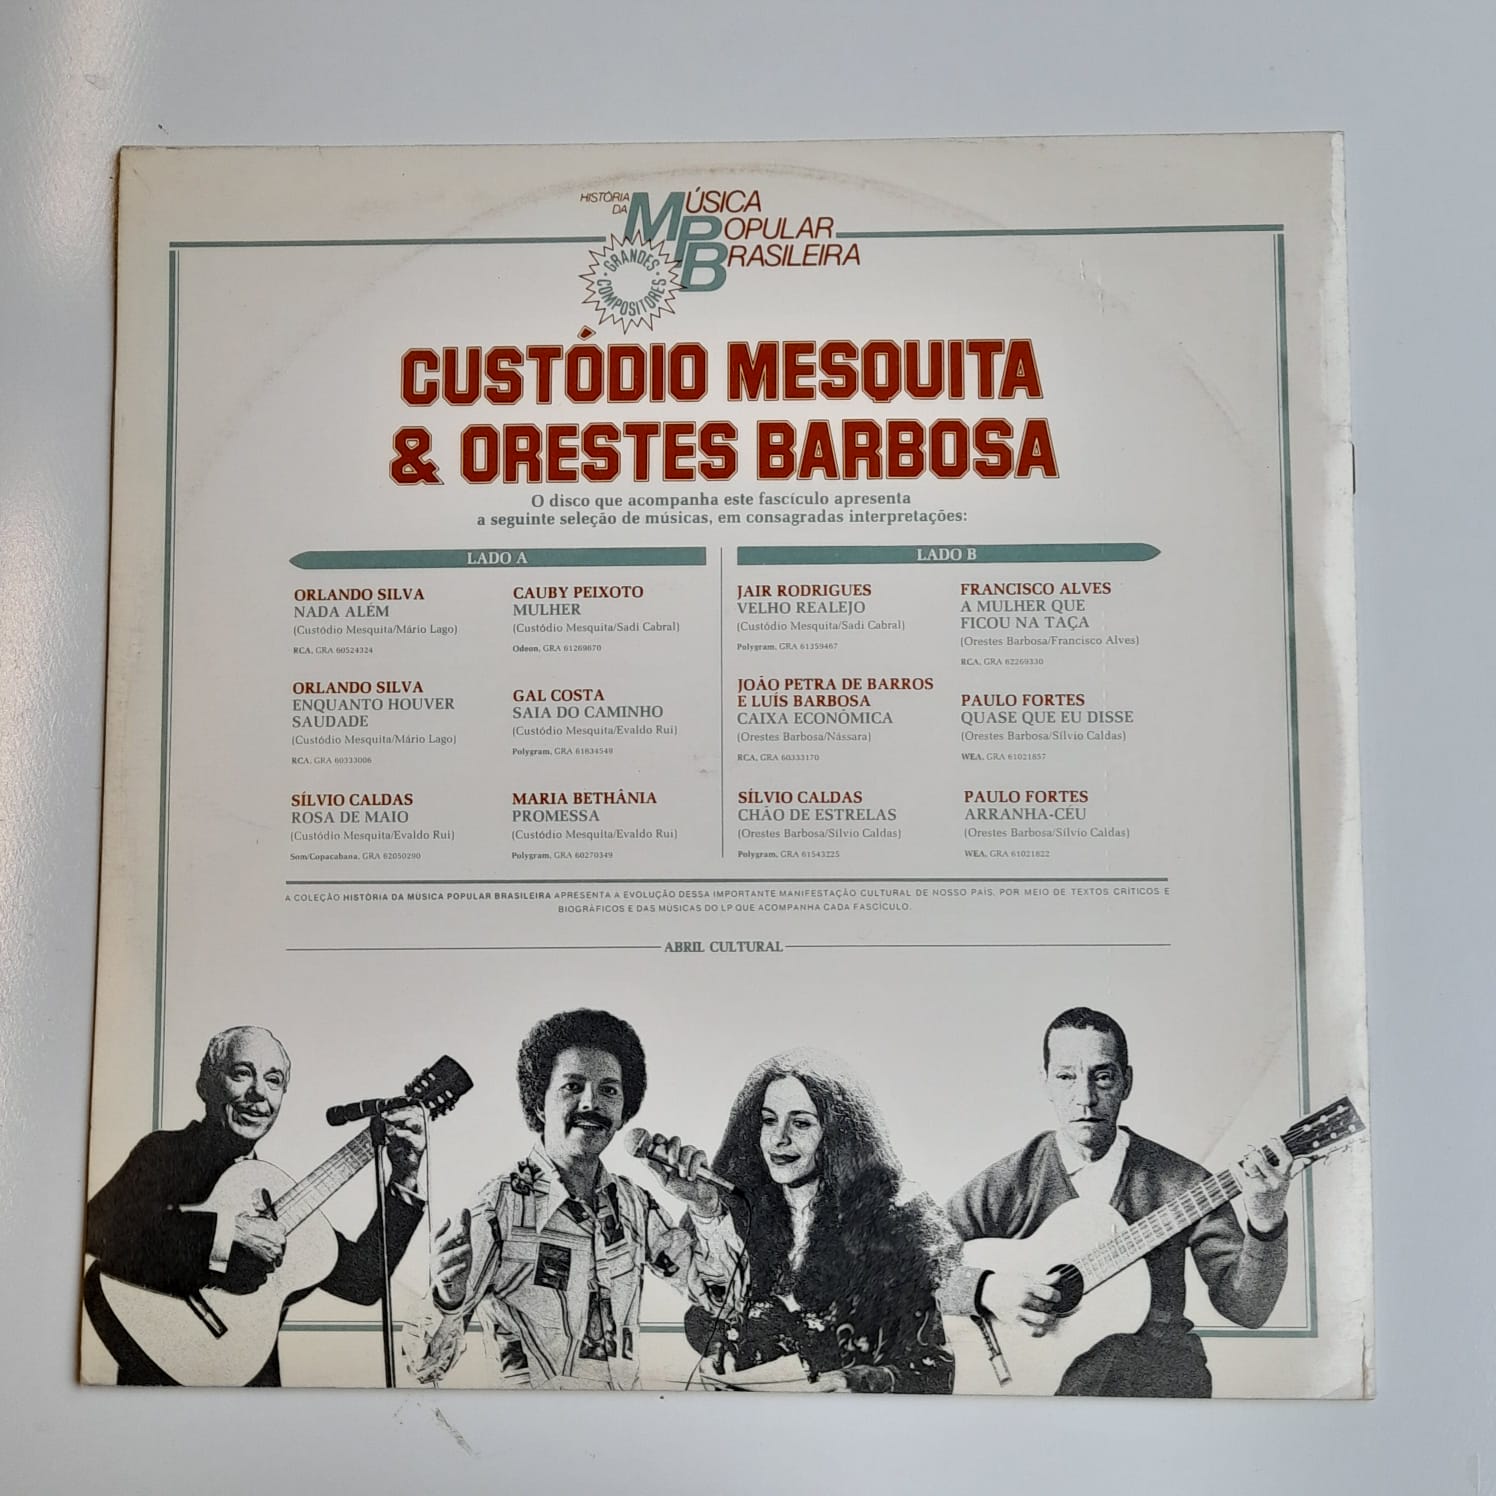 HISTÓRIA
DA
MÚSICA
POPULAR
BRASILEIRA
GRANDES
COMPOSITORES
CUSTÓDIO MESQUITA
& ORESTES BARBOSA
O disco que acompanha este fascículo apresenta
a seguinte seleção de músicas, em consagradas interpretações:
LADO A
ORLANDO SILVA
NADA ALÉM
(Custódio Mesquita/Mário Lago)
RCA, GRA 60524324
ORLANDO SILVA
ENQUANTO HOUVER
SAUDADE
(Custódio Mesquita/Mário Lago)
RCA, GRA 60333006
SÍLVIO CALDAS
ROSA DE MAIO
(Custódio Mesquita/Evaldo Rui)
Som/Copacabana, GRA 62050290
CAUBY PEIXOTO
MULHER
(Custódio Mesquita/Sadi Cabral)
Odeon, GRA 61269670
GAL COSTA
SAIA DO CAMINHO
(Custódio Mesquita/Evaldo Rui)
Polygram, GRA 61634549
MARIA BETHÂNIA
PROMESSA
(Custódio Mesquita/Evaldo Rui)
Polygram, GRA 60270349
LADO B
JAIR RODRIGUES
VELHO REALEJO
(Custódio Mesquita/Sadi Cabral)
Polygram, GRA 61359467
JOÃO PETRA DE BARROS
E LUÍS BARBOSA
CAIXA ECONÔMICA
(Orestes Barbosa/Nássara)
RCA, GRA 60333170
SÍLVIO CALDAS
CHÃO DE ESTRELAS
(Orestes Barbosa/Sílvio Caldas)
Polygram, GRA 61543225
FRANCISCO ALVES
A MULHER QUE
FICOU NA TAÇA
(Orestes Barbosa/Francisco Alves)
RCA, GRA 62269330
PAULO FORTES
QUASE QUE EU DISSE
(Orestes Barbosa/Sílvio Caldas)
WEA, GRA 61021857
PAULO FORTES
ARRANHA-CÉU
(Orestes Barbosa/Sílvio Caldas)
WEA, GRA 61021822
A COLEÇÃO HISTÓRIA DA MÚSICA POPULAR BRASILEIRA APRESENTA A EVOLUÇÃO DESSA IMPORTANTE MANIFESTAÇÃO CULTURAL DE NOSSO PAÍS, POR MEIO DE TEXTOS CRÍTICOS E
BIOGRÁFICOS E DAS MÚSICAS DO LP QUE ACOMPANHA CADA FASCÍCULO.
ABRIL CULTURAL